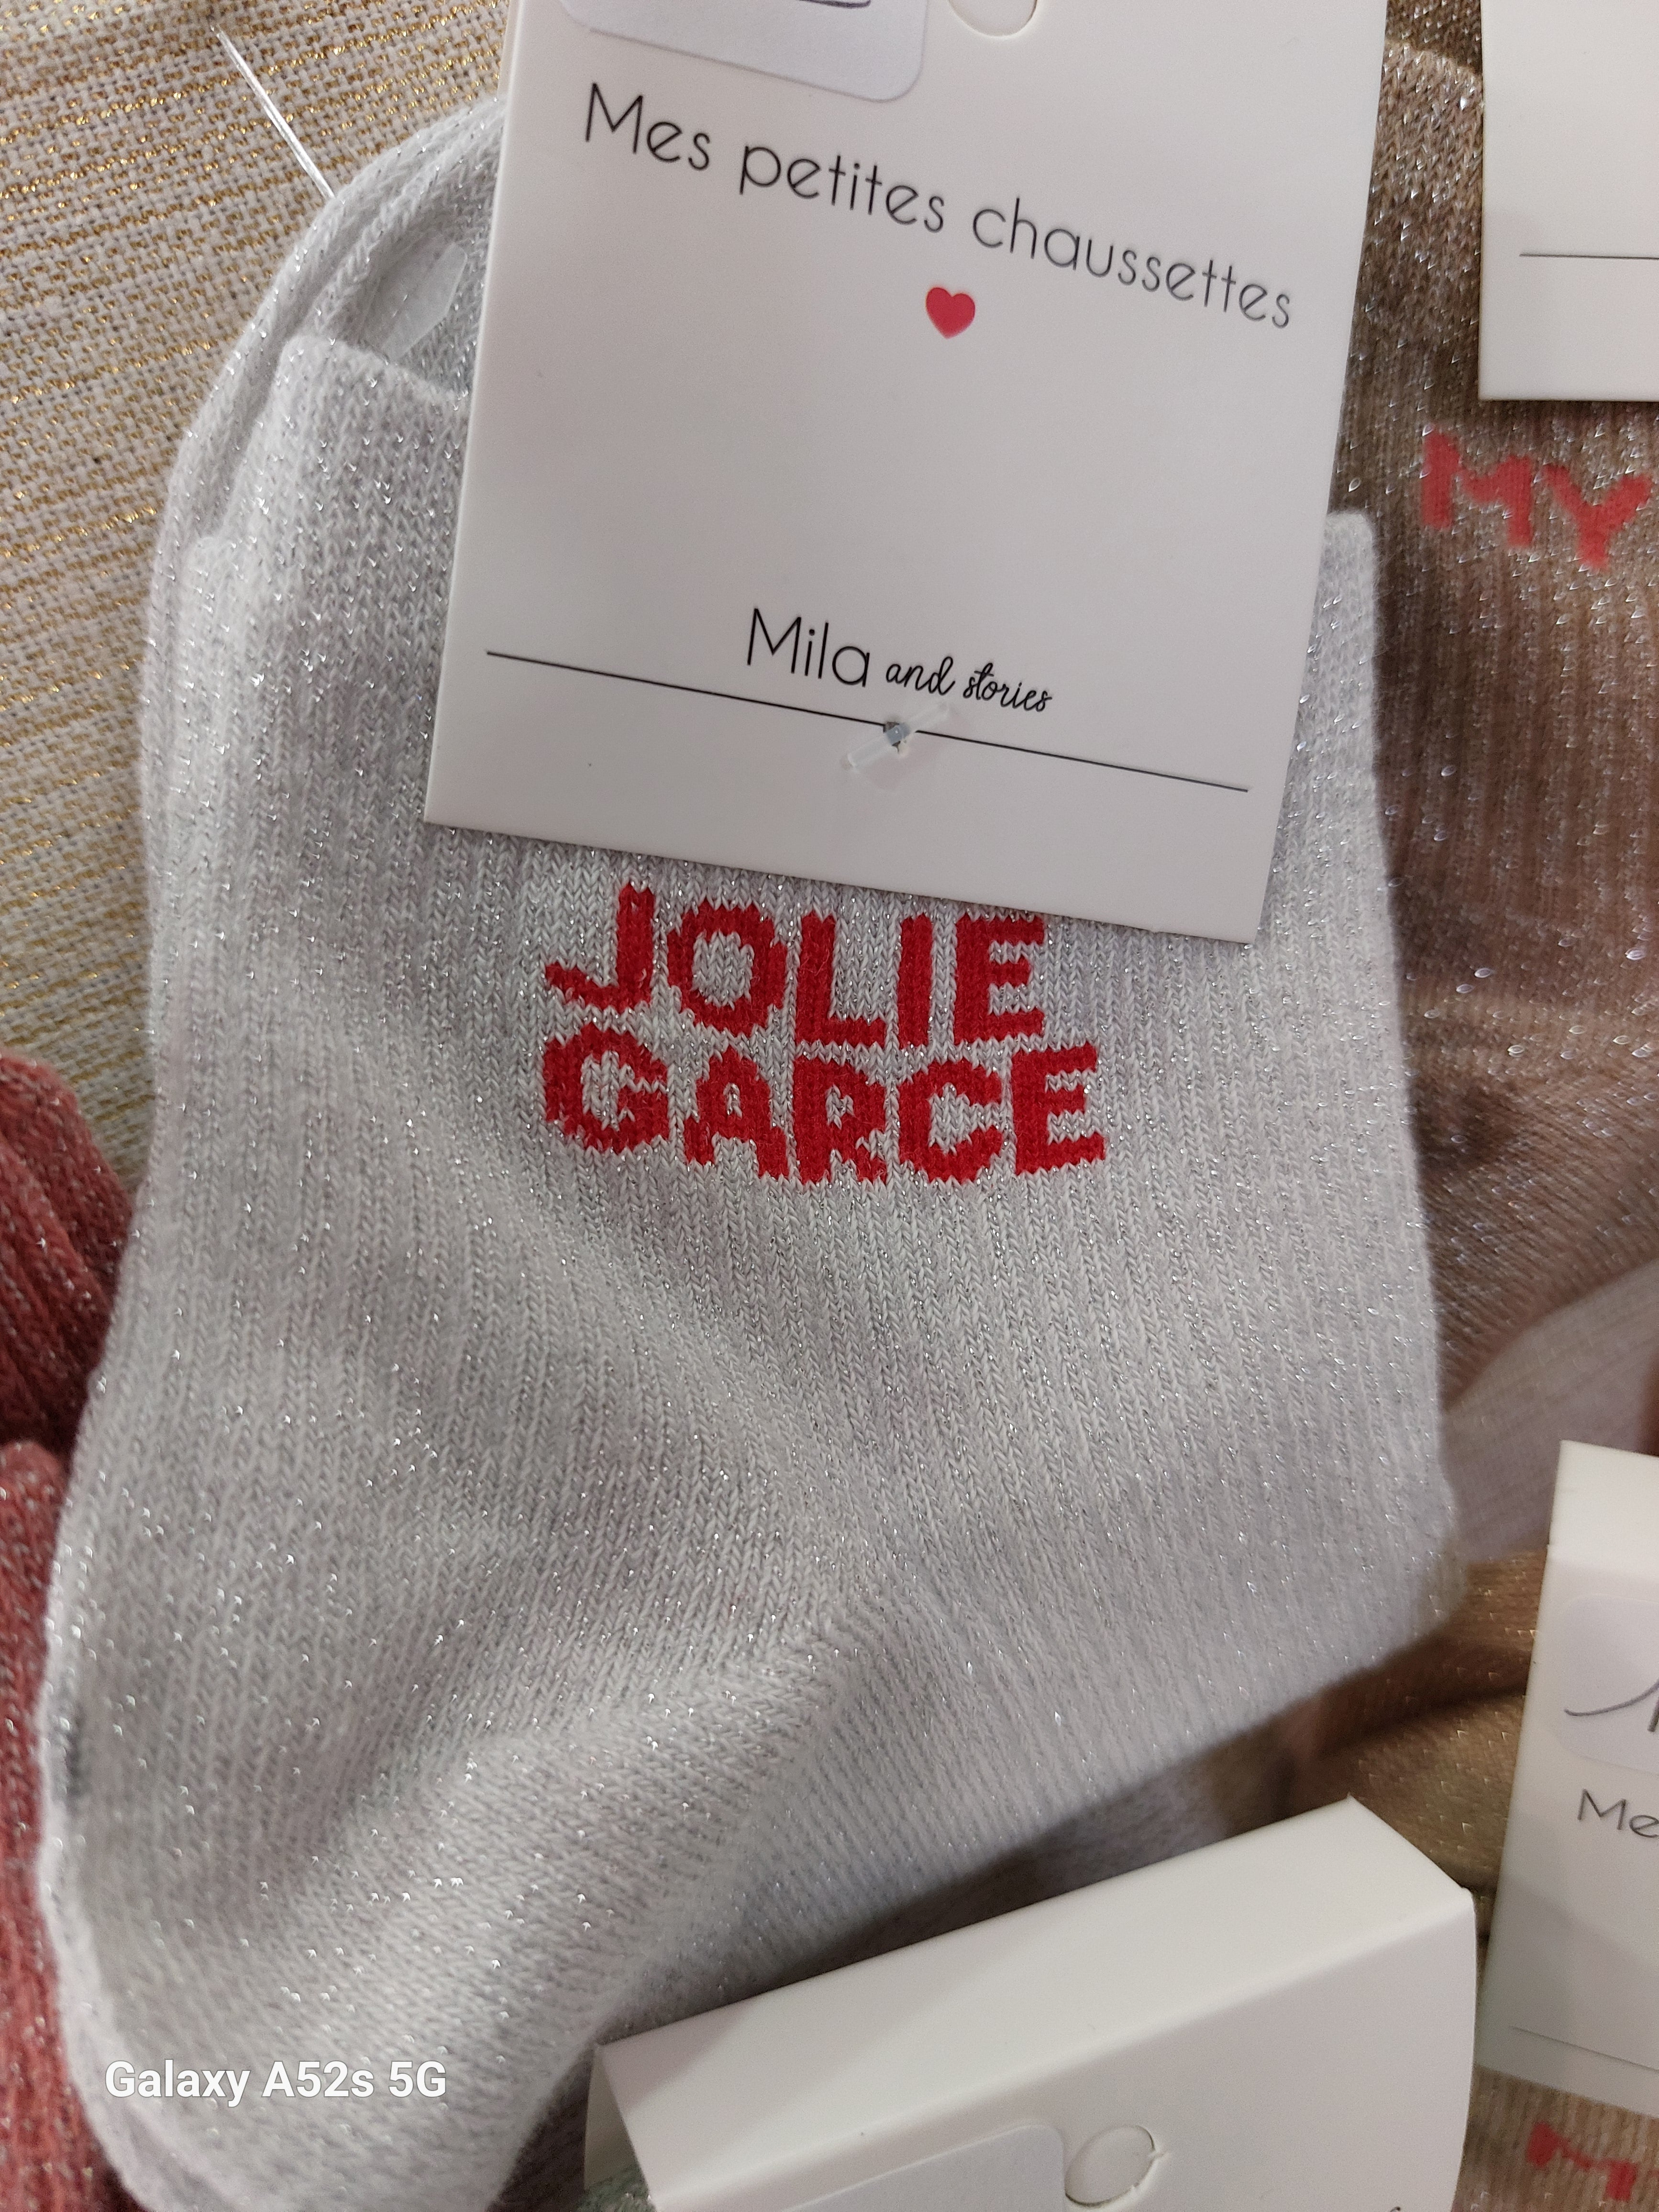 Mes petites chaussettes
Mila and stories
JOLIE
GARCE
MY
Me
M
Galaxy A52s 5G